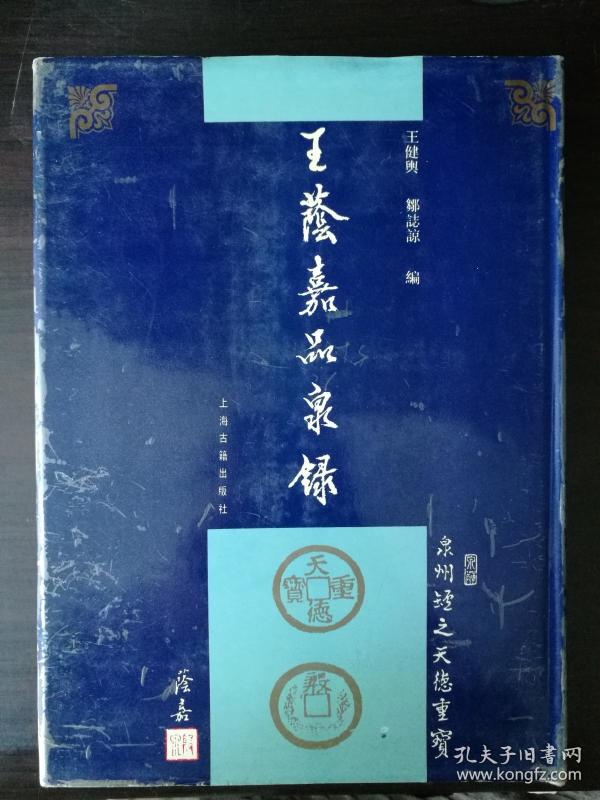 王健輿 鄒誌諒 編
王蔭嘉品泉録
上海古籍出版社
泉州鑄之天德重寶
天德重寶
殷
蔭嘉
孔夫子旧书网
www.kongfz.com